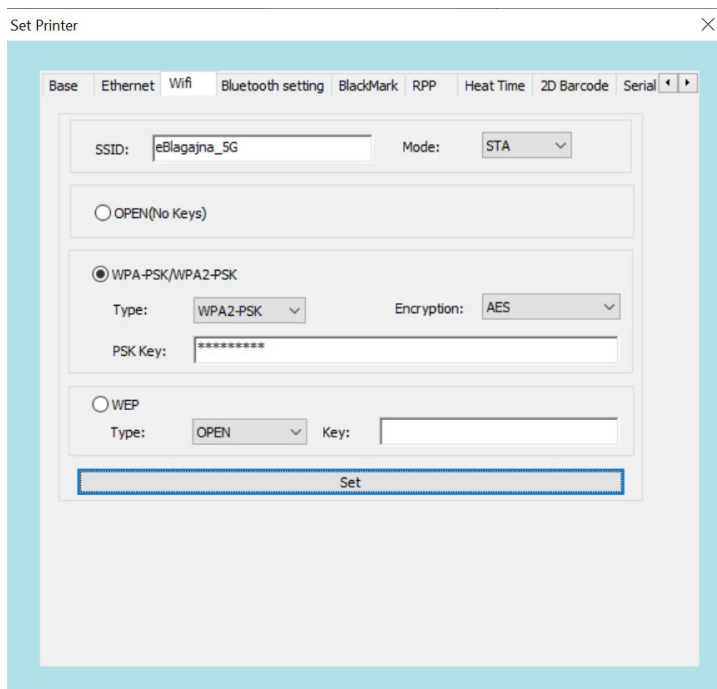 Set Printer
Base Ethernet Wifi Bluetooth setting BlackMark RPP Heat Time 2D Barcode Serial
SSID: eBlagajna_5G Mode: STA
OPEN(No Keys)
WPA-PSK/WPA2-PSK
Type: WPA2-PSK Encryption: AES
PSK Key: *********
WEP
Type: OPEN Key:
Set